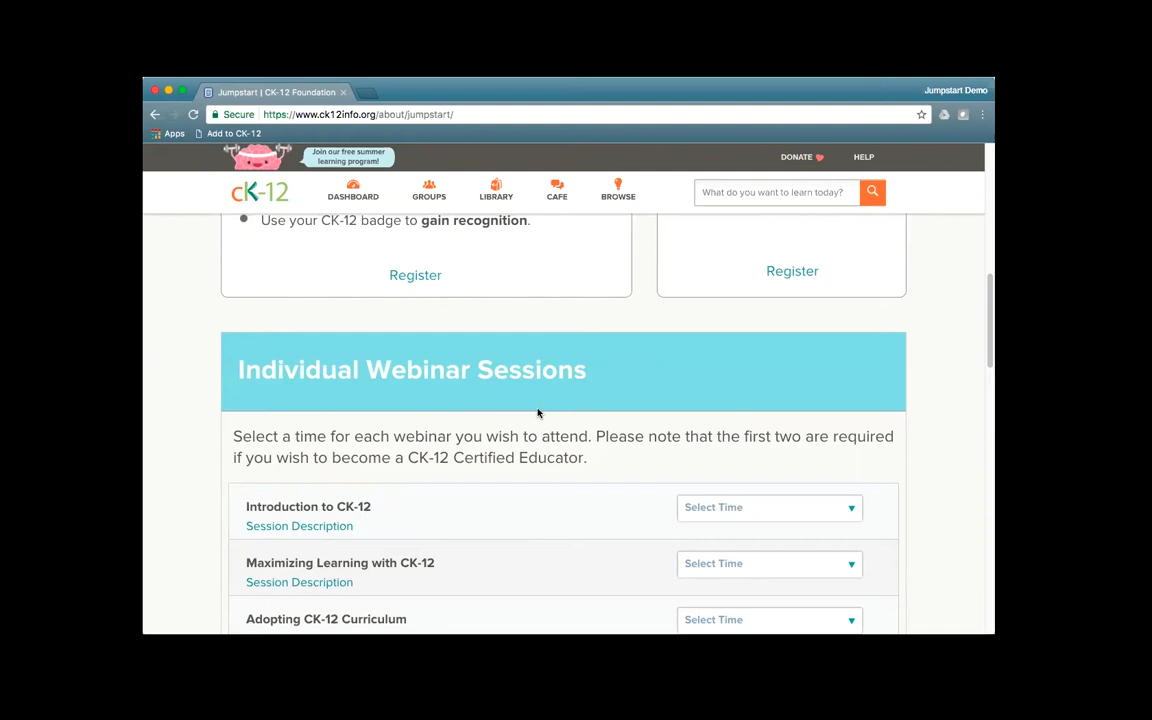 Jumpstart | CK-12 Foundation
Jumpstart Demo
Secure https://www.ck12info.org/about/jumpstart/
Apps Add to CK-12
Join our free summer
learning program!
DONATE HELP
cK-12
DASHBOARD GROUPS LIBRARY CAFE BROWSE
What do you want to learn today?
Use your CK-12 badge to gain recognition.
Register
Register
Individual Webinar Sessions
Select a time for each webinar you wish to attend. Please note that the first two are required
if you wish to become a CK-12 Certified Educator.
Introduction to CK-12
Select Time
Session Description
Maximizing Learning with CK-12
Select Time
Session Description
Adopting CK-12 Curriculum
Select Time